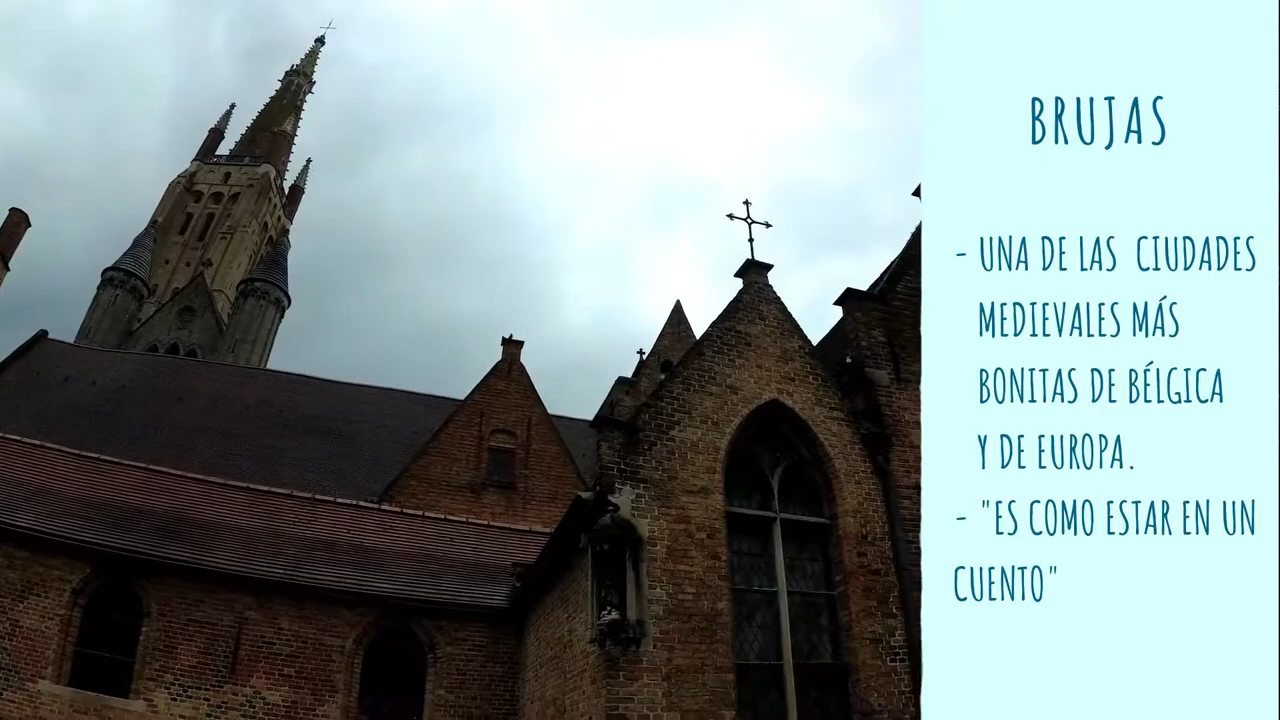 BRUJAS
- UNA DE LAS CIUDADES
MEDIEVALES MÁS
BONITAS DE BÉLGICA
Y DE EUROPA.
- "ES COMO ESTAR EN UN
CUENTO"